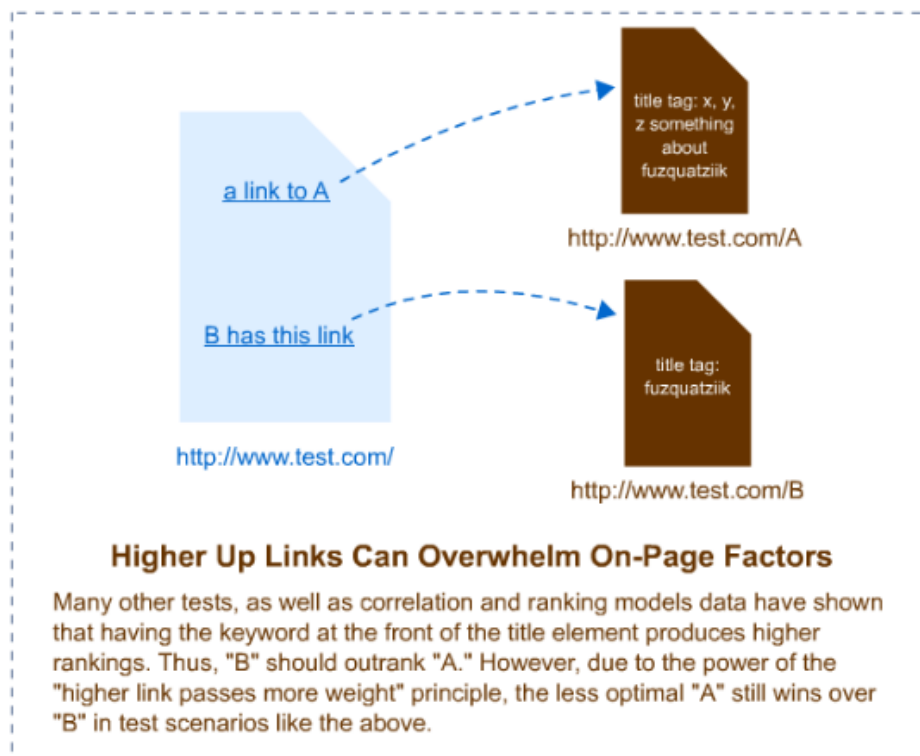 a link to A
B has this link
http://www.test.com/
title tag: x, y,
z something
about
fuzquatziik
http://www.test.com/A
title tag:
fuzquatziik
http://www.test.com/B
Higher Up Links Can Overwhelm On-Page Factors
Many other tests, as well as correlation and ranking models data have shown
that having the keyword at the front of the title element produces higher
rankings. Thus, "B" should outrank "A." However, due to the power of the
"higher link passes more weight" principle, the less optimal "A" still wins over
"B" in test scenarios like the above.